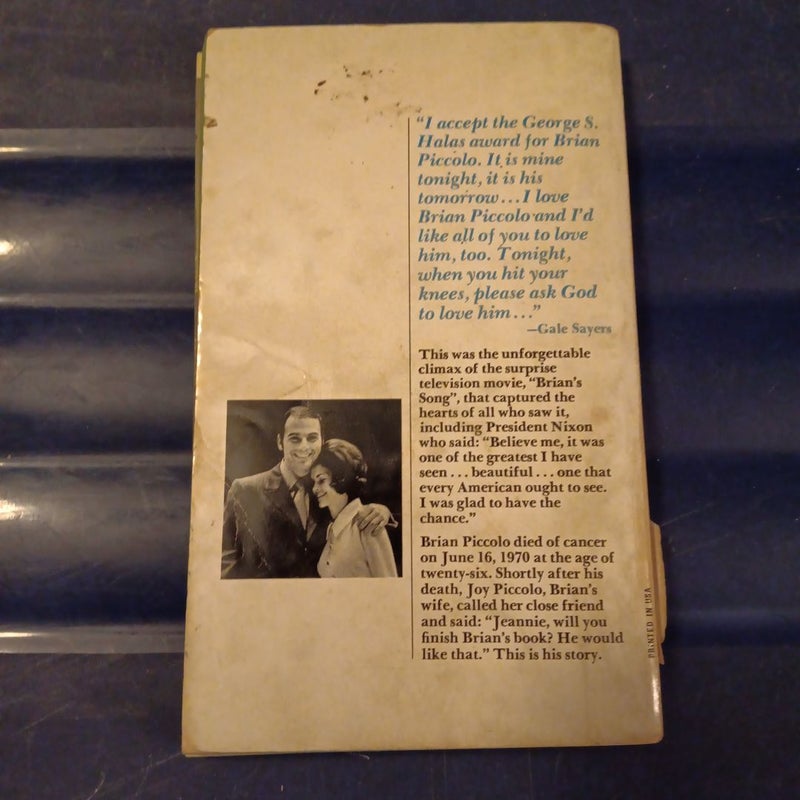 “I accept the George S.
Halas award for Brian
Piccolo. It is mine
tonight, it is his
tomorrow...I love
Brian Piccolo and I’d
like all of you to love
him, too. Tonight,
when you hit your
knees, please ask God
to love him...”
—Gale Sayers
This was the unforgettable
climax of the surprise
television movie, “Brian’s
Song”, that captured the
hearts of all who saw it,
including President Nixon
who said: “Believe me, it was
one of the greatest I have
seen...beautiful...one that
every American ought to see.
I was glad to have the
chance.”
Brian Piccolo died of cancer
on June 16, 1970 at the age of
twenty-six. Shortly after his
death, Joy Piccolo, Brian’s
wife, called her close friend
and said: “Jeannie, will you
finish Brian’s book? He would
like that.” This is his story.
PRINTED IN USA